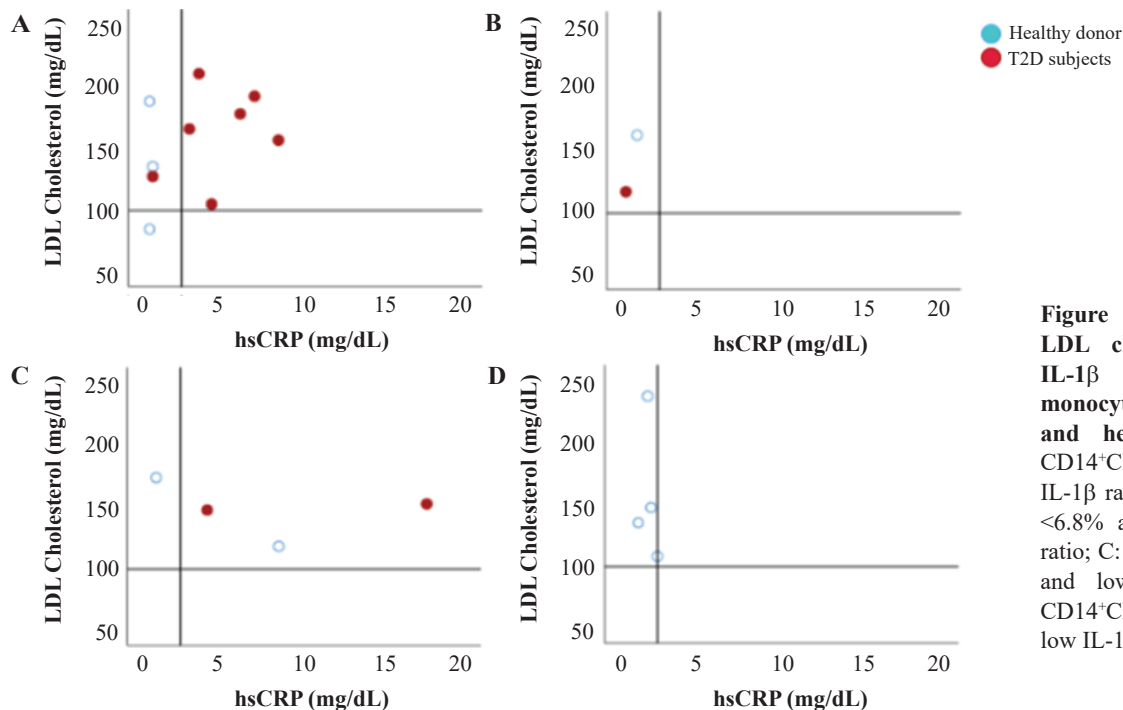 A
LDL Cholesterol (mg/dL)
250
200
150
100
50
0 5 10 15 20
hsCRP (mg/dL)
B
LDL Cholesterol (mg/dL)
250
200
150
100
50
0 5 10 15 20
hsCRP (mg/dL)
Healthy donor
T2D subjects
C
LDL Cholesterol (mg/dL)
250
200
150
100
50
0 5 10 15 20
hsCRP (mg/dL)
D
LDL Cholesterol (mg/dL)
250
200
150
100
50
0 5 10 15 20
hsCRP (mg/dL)
Figure
LDL c
IL-1β
monocyt
and he
CD14⁺C
IL-1β ra
<6.8% a
ratio; C:
and low
CD14⁺C
low IL-1